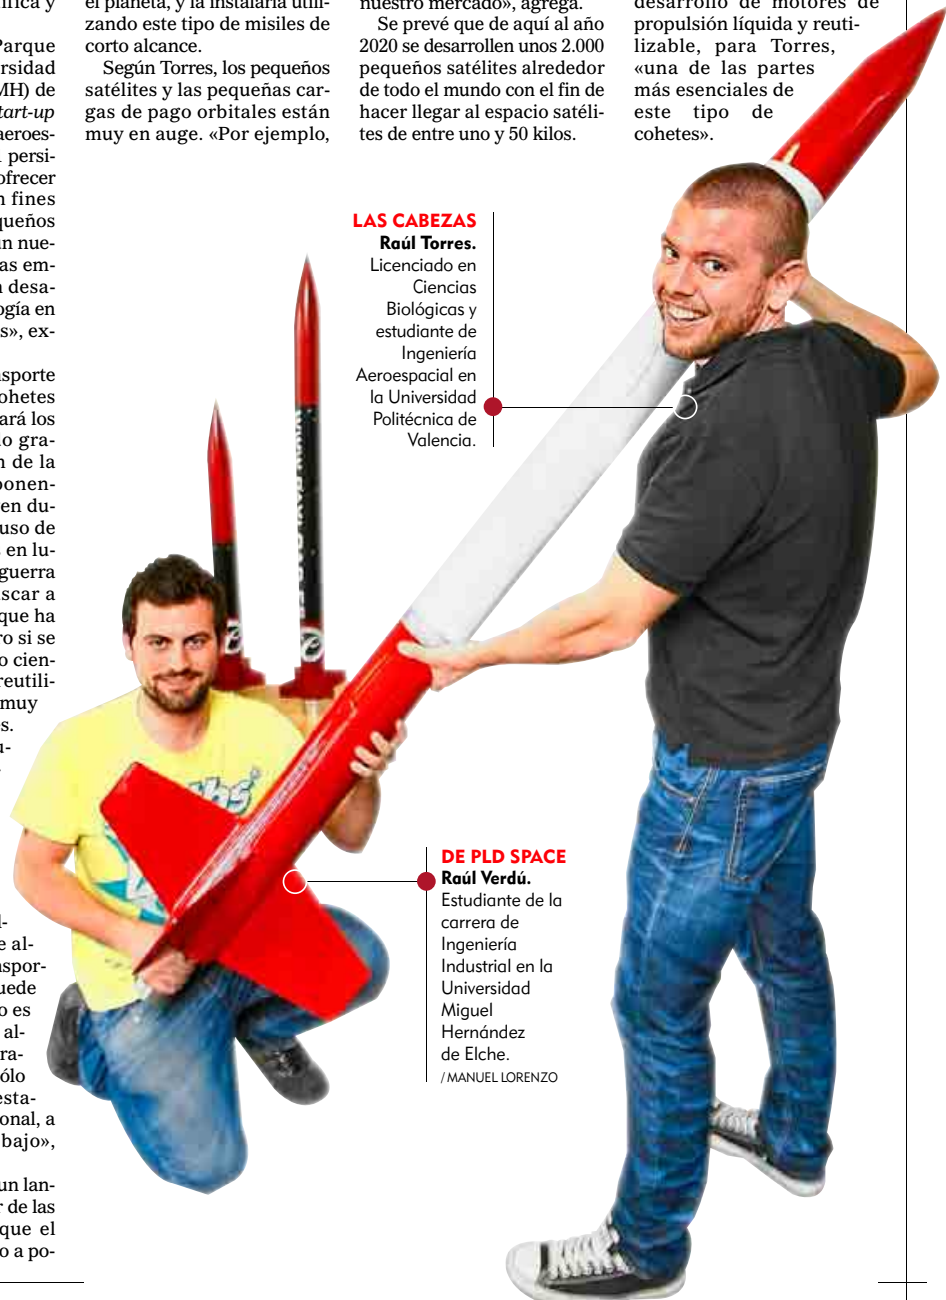 ífica y
Parque
rsidad
MH) de
tart-up
aeroes-
persi-
ofrecer
n fines
queños
un nue-
as em-
n desa-
ogía en
s», ex-
nsporte
ohetes
ará los
lo gra-
n de la
ponen-
en du-
uso de
en lu-
guerra
scar a
que ha
ro si se
o cien-
reutili-
muy
es.
u-
l-
e al-
nspor-
uede
o es
al-
ra-
ólo
esta-
onal, a
bajo»,
un lan-
r de las
que el
o a po-
el planeta, y la instalaría utili-
zando este tipo de misiles de
corto alcance.
Según Torres, los pequeños
satélites y las pequeñas car-
gas de pago orbitales están
muy en auge. «Por ejemplo,
nuestro mercado», agrega.
Se prevé que de aquí al año
2020 se desarrollen unos 2.000
pequeños satélites alrededor
de todo el mundo con el fin de
hacer llegar al espacio satéli-
tes de entre uno y 50 kilos.
desarrollo de motores de
propulsión líquida y reuti-
lizable, para Torres,
«una de las partes
más esenciales de
este tipo de
cohetes».
LAS CABEZAS
Raúl Torres.
Licenciado en
Ciencias
Biológicas y
estudiante de
Ingeniería
Aeroespacial en
la Universidad
Politécnica de
Valencia.
DE PLD SPACE
Raúl Verdú.
Estudiante de la
carrera de
Ingeniería
Industrial en la
Universidad
Miguel
Hernández
de Elche.
/ MANUEL LORENZO